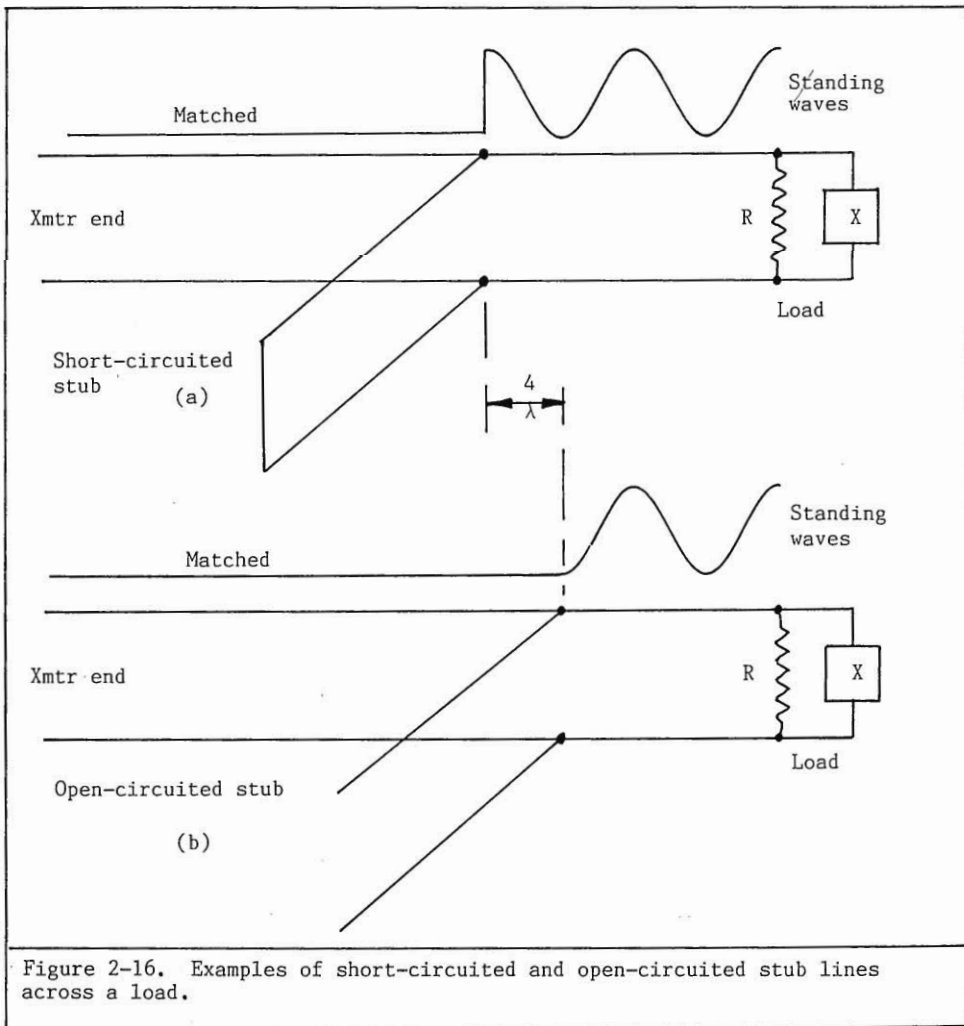 Standing
waves
Matched
Xmtr end
R
X
Load
Short-circuited
stub
(a)
4
λ
Standing
waves
Matched
Xmtr end
R
X
Load
Open-circuited stub
(b)
Figure 2-16. Examples of short-circuited and open-circuited stub lines
across a load.